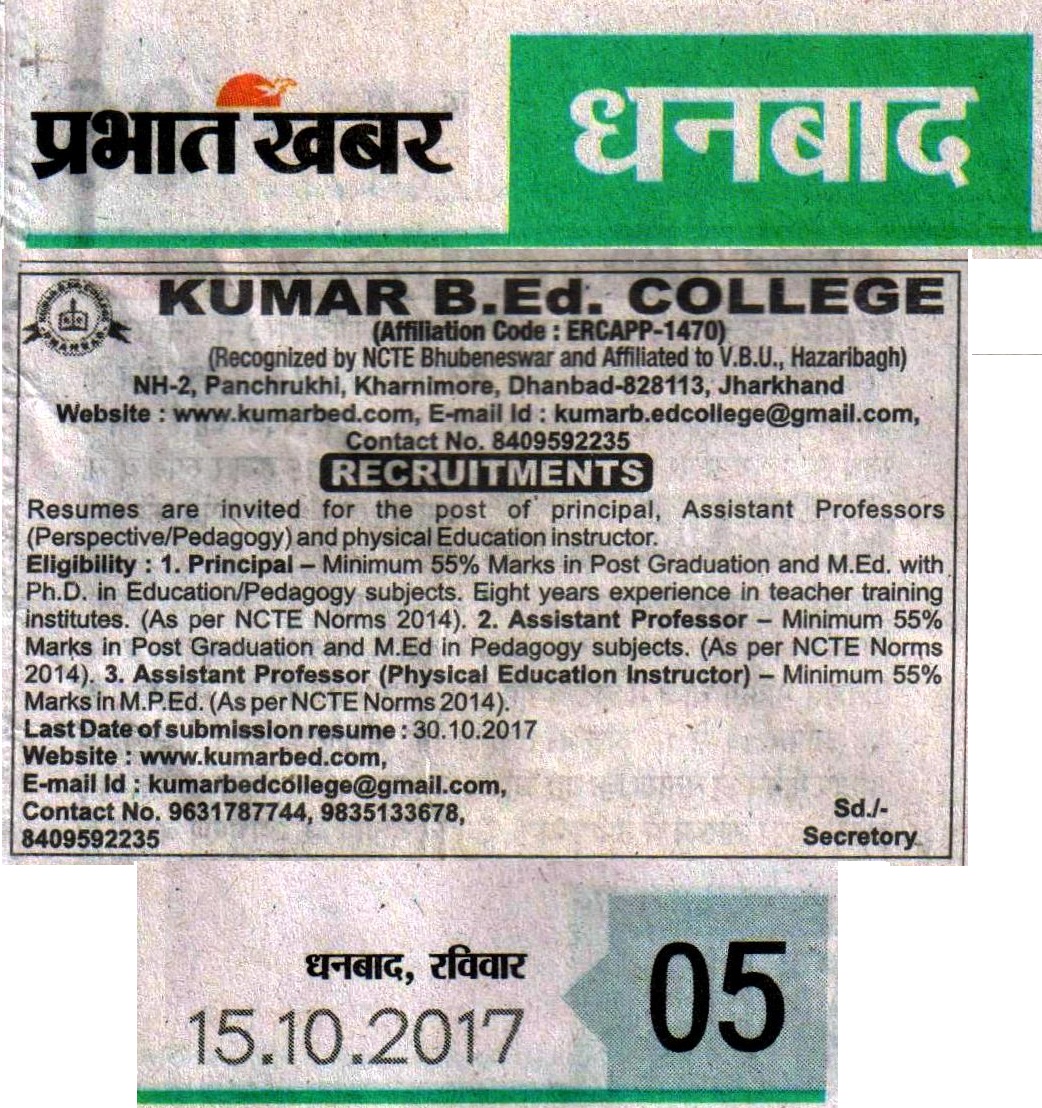 प्रभात खबर
धनबाद
KUMAR B.Ed. COLLEGE
(Affiliation Code : ERCAPP-1470)
(Recognized by NCTE Bhubeneswar and Affiliated to V.B.U., Hazaribagh)
NH-2, Panchrukhi, Kharnimore, Dhanbad-828113, Jharkhand
Website : www.kumarbed.com, E-mail Id : kumarb.edcollege@gmail.com,
Contact No. 8409592235
RECRUITMENTS
Resumes are invited for the post of principal, Assistant Professors
(Perspective/Pedagogy) and physical Education instructor.
Eligibility : 1. Principal – Minimum 55% Marks in Post Graduation and M.Ed. with
Ph.D. in Education/Pedagogy subjects. Eight years experience in teacher training
institutes. (As per NCTE Norms 2014). 2. Assistant Professor – Minimum 55%
Marks in Post Graduation and M.Ed in Pedagogy subjects. (As per NCTE Norms
2014). 3. Assistant Professor (Physical Education Instructor) – Minimum 55%
Marks in M.P.Ed. (As per NCTE Norms 2014).
Last Date of submission resume : 30.10.2017
Website : www.kumarbed.com,
E-mail Id : kumarbedcollege@gmail.com,
Contact No. 9631787744, 9835133678,
8409592235
Sd./-
Secretory
धनबाद, रविवार
15.10.2017
05